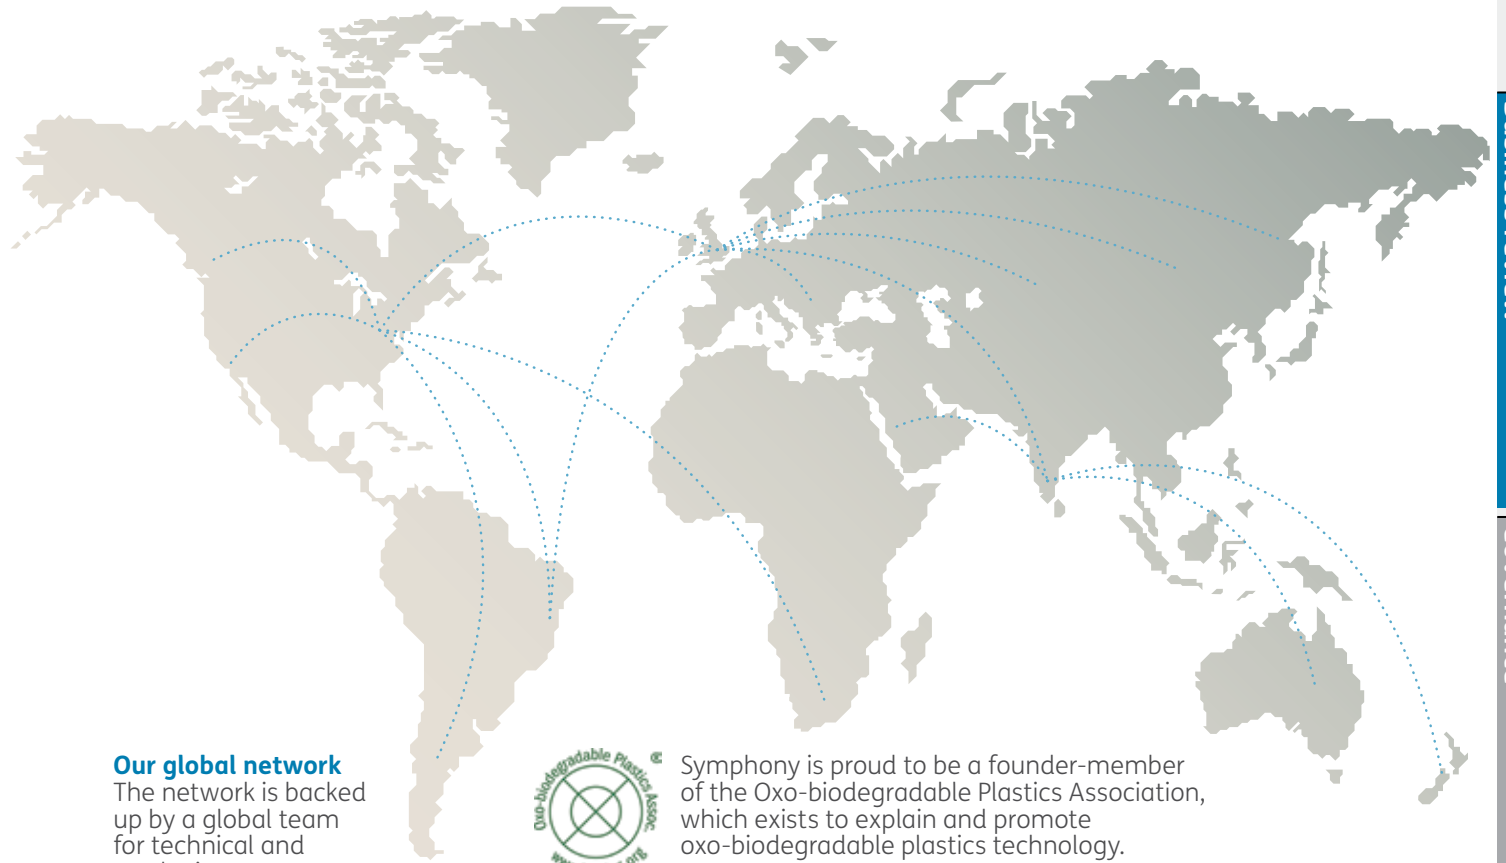 Our global network
The network is backed
up by a global team
for technical and
Oxo-biodegradable Plastics Assoc.
®
Symphony is proud to be a founder-member
of the Oxo-biodegradable Plastics Association,
which exists to explain and promote
oxo-biodegradable plastics technology.